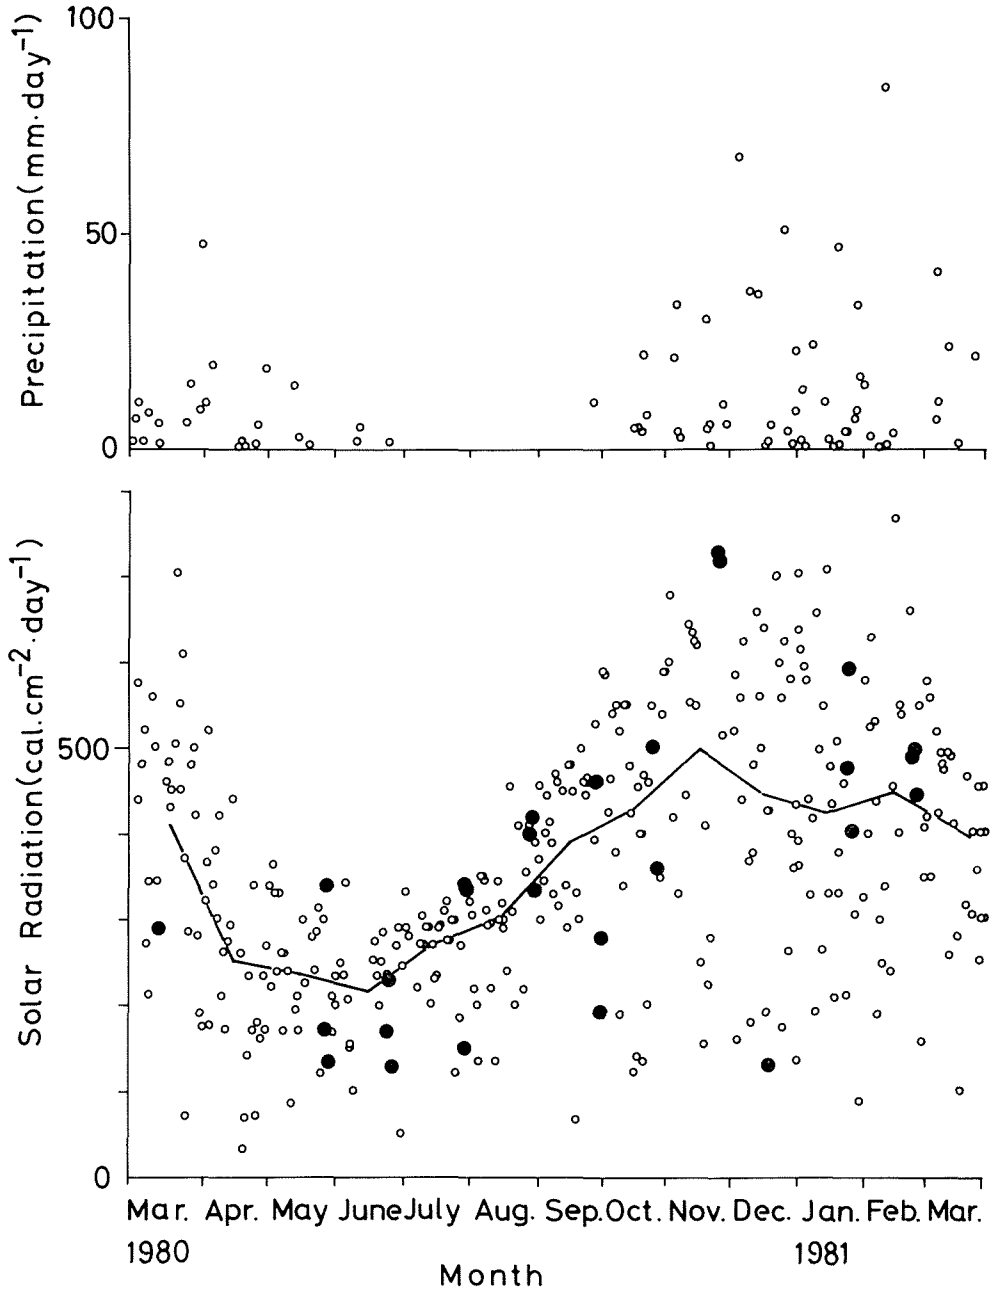 Precipitation(mm·day⁻¹)
100
50
0
Solar Radiation(cal.cm⁻²·day⁻¹)
500
0
Mar. Apr. May June July Aug. Sep. Oct. Nov. Dec. Jan. Feb. Mar.
1980 1981
Month